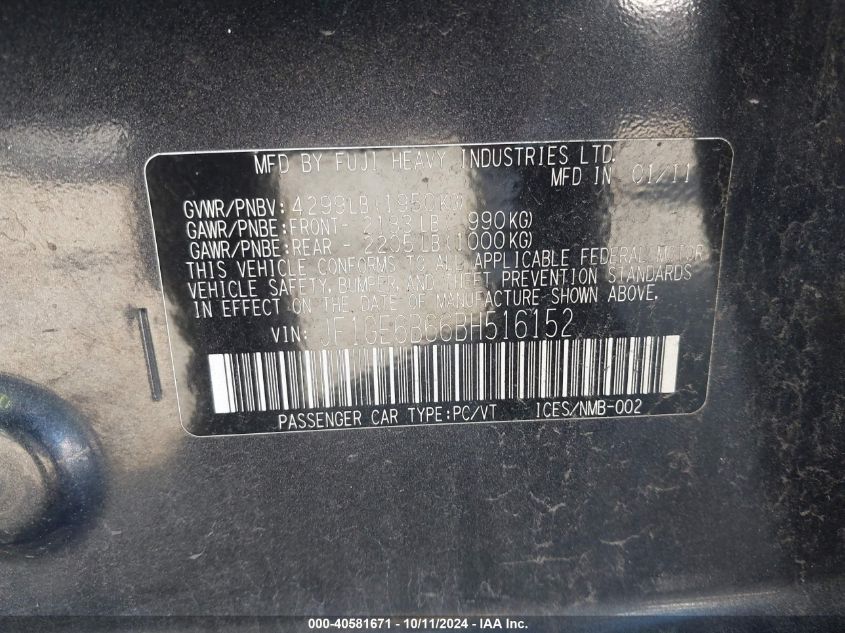 MFD BY FUJI HEAVY INDUSTRIES LTD.
MFD IN 01/11
GVWR/PNBV: 4299LB(1950KG)
GAWR/PNBE:FRONT- 2183LB( 990KG)
GAWR/PNBE:REAR - 2205LB(1000KG)
THIS VEHICLE CONFORMS TO ALL APPLICABLE FEDERAL MOTOR
VEHICLE SAFETY, BUMPER, AND THEFT PREVENTION STANDARDS
IN EFFECT ON THE DATE OF MANUFACTURE SHOWN ABOVE.
VIN: JF1GE6B66BH516152
PASSENGER CAR TYPE:PC/VT ICES/NMB-002
000-40581671 - 10/11/2024 - IAA Inc.